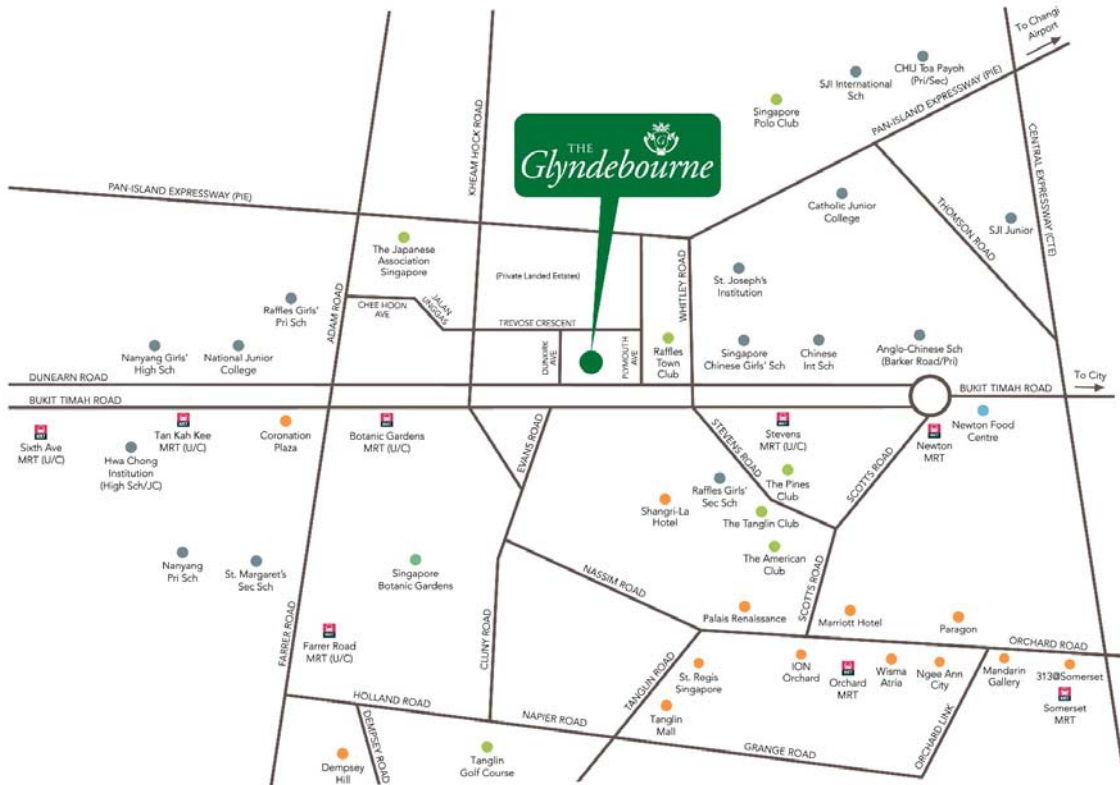 To Changi
Airport
CHIJ Toa Payoh
(Pri/Sec)
SJI International
Sch
PAN-ISLAND EXPRESSWAY (PIE)
Singapore
Polo Club
KHEAM HOCK ROAD
THE
G
Glyndebourne
CENTRAL EXPRESSWAY (CTE)
PAN-ISLAND EXPRESSWAY (PIE)
Catholic Junior
College
THOMSON ROAD
SJI Junior
The Japanese
Association
Singapore
(Private Landed Estates)
WHITLEY ROAD
St. Joseph's
Institution
ADAM ROAD
Raffles Girls'
Pri Sch
CHEE HOON
AVE
JALAN
UNGGAS
TREVOSE CRESCENT
DUNKIRK
AVE
PLYMOUTH
AVE
Raffles
Town
Club
Nanyang Girls'
High Sch
National Junior
College
Singapore
Chinese Girls' Sch
Chinese
Int Sch
Anglo-Chinese Sch
(Barker Road/Pri)
To City
DUNEARN ROAD
BUKIT TIMAH ROAD
BUKIT TIMAH ROAD
MRT
Sixth Ave
MRT (U/C)
MRT
Tan Kah Kee
MRT (U/C)
Hwa Chong
Institution
(High Sch/JC)
Coronation
Plaza
MRT
Botanic Gardens
MRT (U/C)
EVANS ROAD
STEVENS ROAD
MRT
Stevens
MRT (U/C)
MRT
Newton
MRT
Newton Food
Centre
SCOTTS ROAD
The Pines
Club
Raffles Girls'
Sec Sch
Shangri-La
Hotel
The Tanglin Club
The American
Club
Nanyang
Pri Sch
St. Margaret's
Sec Sch
Singapore
Botanic Gardens
NASSIM ROAD
SCOTTS ROAD
Palais Renaissance
Marriott Hotel
Paragon
ORCHARD ROAD
FARRER ROAD
MRT
Farrer Road
MRT (U/C)
CLUNY ROAD
TANGLIN ROAD
St. Regis
Singapore
ION
Orchard
MRT
Orchard
MRT
Wisma
Atria
Ngee Ann
City
Mandarin
Gallery
313@Somerset
MRT
Somerset
MRT
HOLLAND ROAD
NAPIER ROAD
Tanglin
Mall
GRANGE ROAD
ORCHARD LINK
DEMPSEY ROAD
Dempsey
Hill
Tanglin
Golf Course